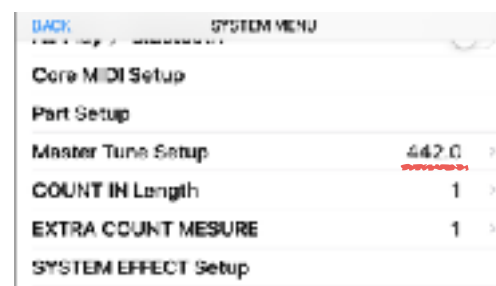 BACK SYSTEM MENU
Core MIDI Setup
Part Setup
Master Tune Setup 442.0 >
COUNT IN Length 1 >
EXTRA COUNT MESURE 1 >
SYSTEM EFFECT Setup